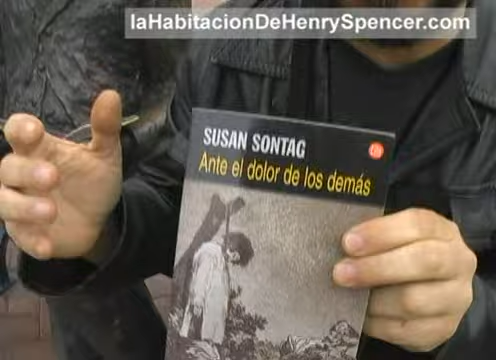 laHabitacionDeHenrySpencer.com
SUSAN SONTAG
Ante el dolor de los demás